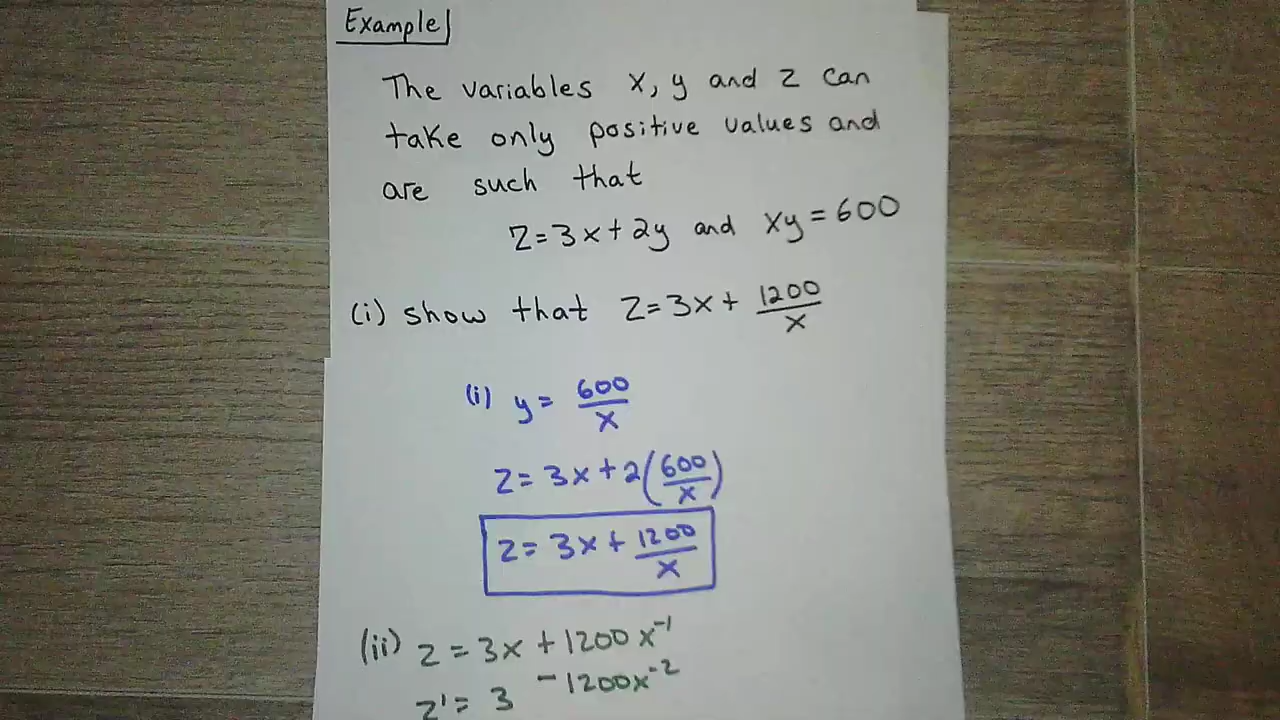 Example
The variables x, y and z can
take only positive values and
are such that
z=3x+2y and xy=600
(i) show that z=3x+ 1200/x
(i) y= 600/x
z=3x+2(600/x)
z=3x+ 1200/x
(ii) z=3x+1200x⁻¹
z'=3 -1200x⁻²